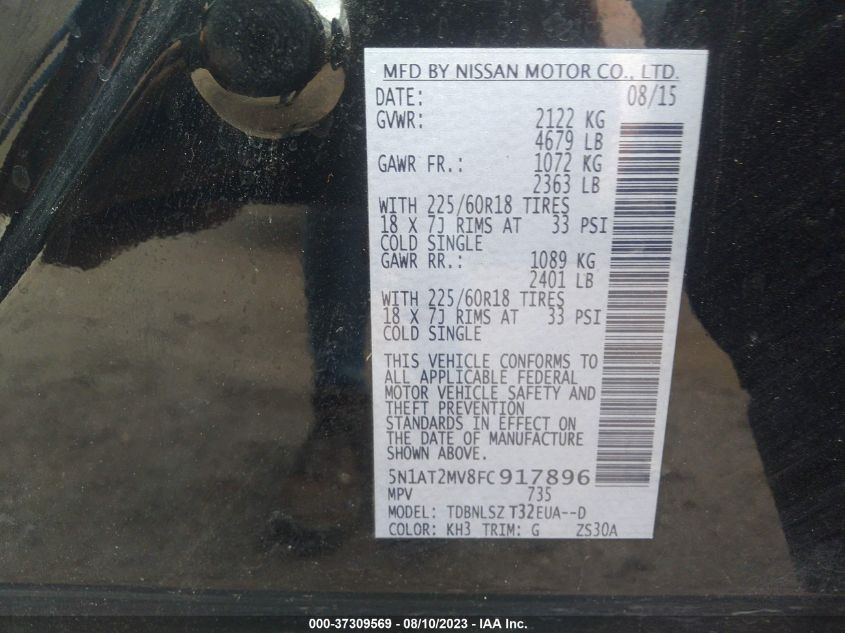 MFD BY NISSAN MOTOR CO., LTD.
DATE: 08/15
GVWR: 2122 KG
4679 LB
GAWR FR.: 1072 KG
2363 LB
WITH 225/60R18 TIRES
18 X 7J RIMS AT 33 PSI
COLD SINGLE
GAWR RR.: 1089 KG
2401 LB
WITH 225/60R18 TIRES
18 X 7J RIMS AT 33 PSI
COLD SINGLE
THIS VEHICLE CONFORMS TO
ALL APPLICABLE FEDERAL
MOTOR VEHICLE SAFETY AND
THEFT PREVENTION
STANDARDS IN EFFECT ON
THE DATE OF MANUFACTURE
SHOWN ABOVE.
5N1AT2MV8FC917896
MPV 735
MODEL: TDBNLSZ T32EUA--D
COLOR: KH3 TRIM: G ZS30A
000-37309569 - 08/10/2023 - IAA Inc.